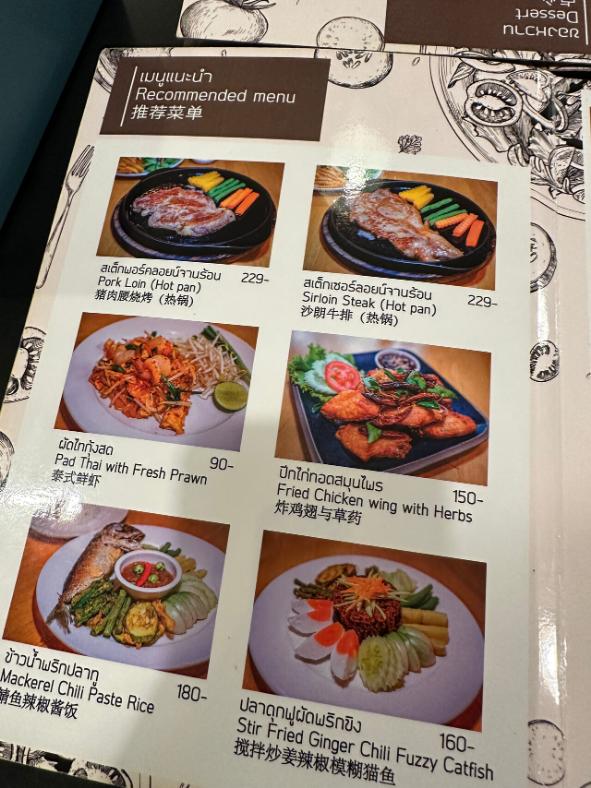 ของหวาน
Dessert
เมนูแนะนำ
Recommended menu
推荐菜单
สเต็กพอร์คลอยน์จานร้อน 229-
Pork Loin (Hot pan)
猪肉腰烧烤 (热锅)
สเต็กเซอร์ลอยน์จานร้อน
Sirloin Steak (Hot pan) 229-
沙朗牛排 (热锅)
ผัดไทกุ้งสด
Pad Thai with Fresh Prawn 90-
泰式鲜虾
ปีกไก่ทอดสมุนไพร 150-
Fried Chicken wing with Herbs
炸鸡翅与草药
ข้าวน้ำพริกปลาทู
Mackerel Chili Paste Rice 180-
鲭鱼辣椒酱饭
ปลาดุกฟูผัดพริกขิง 160-
Stir Fried Ginger Chili Fuzzy Catfish
搅拌炒姜辣椒模糊猫鱼